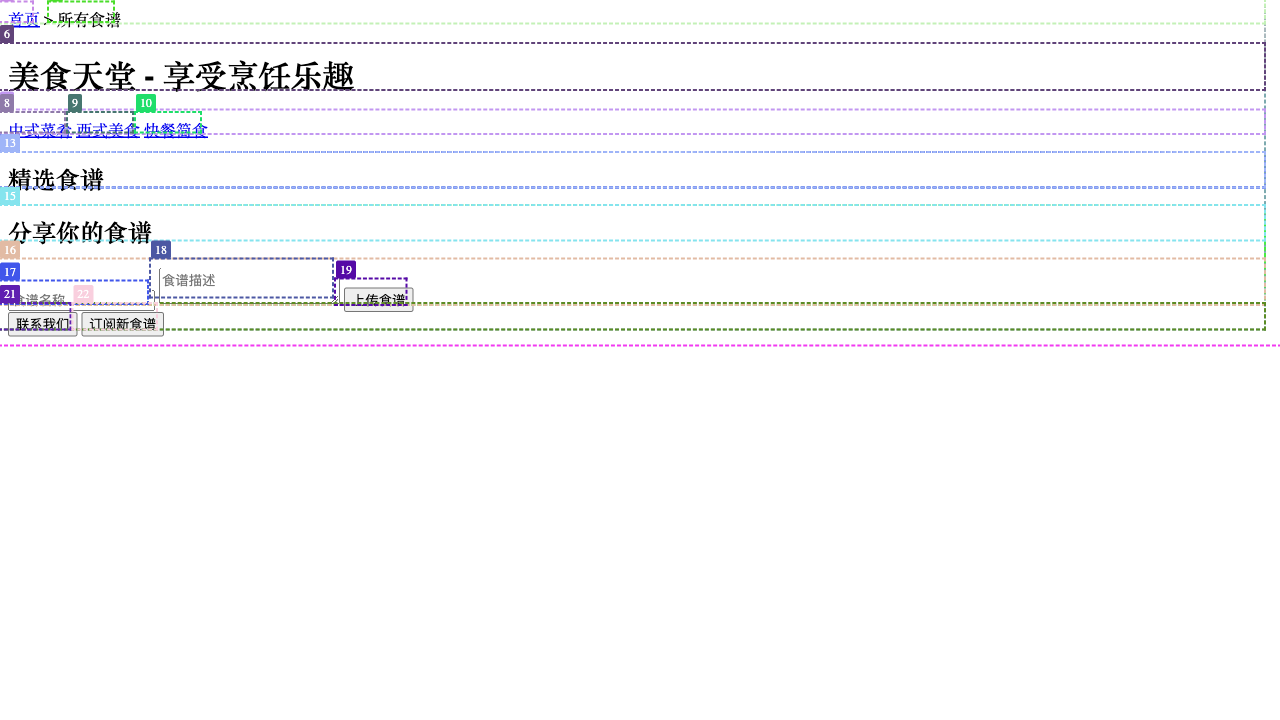 首页 > 所有食谱
6
美食天堂 - 享受烹饪乐趣
8 9 10
中式菜肴 西式美食 快餐简食
13
精选食谱
15
分享你的食谱
16 18
17 19
食谱描述
21 22
食谱名称 上传食谱
联系我们 订阅新食谱